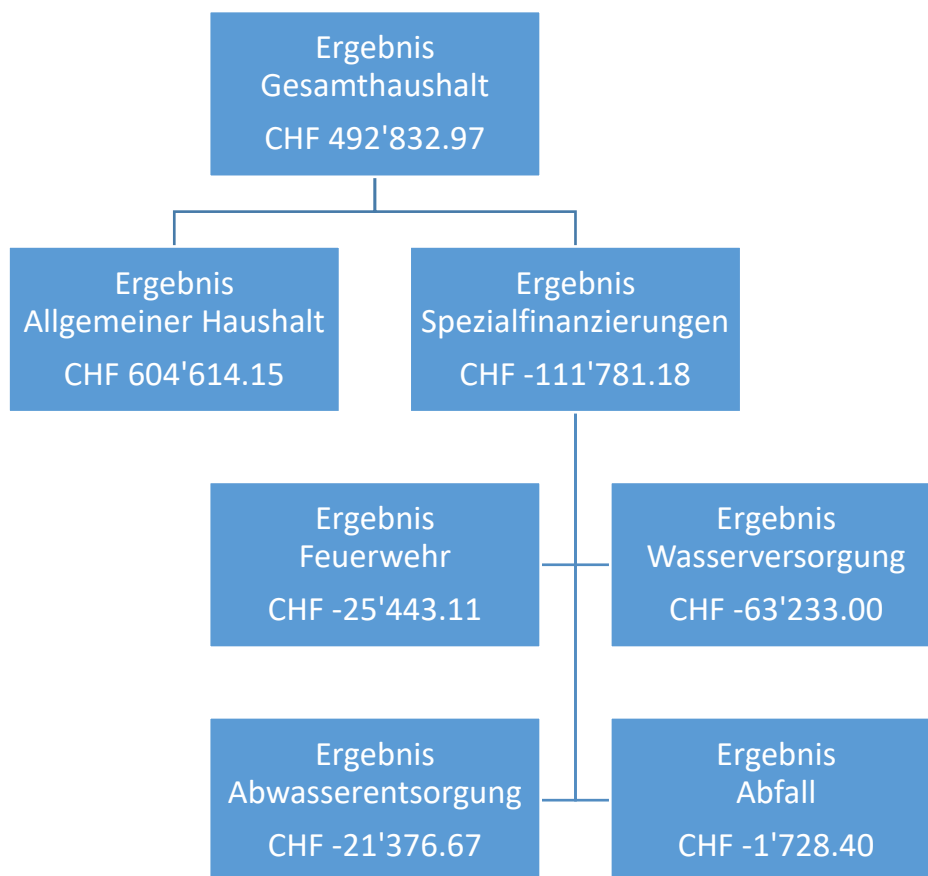 Ergebnis
Gesamthaushalt
CHF 492'832.97
Ergebnis
Allgemeiner Haushalt
CHF 604'614.15
Ergebnis
Spezialfinanzierungen
CHF -111'781.18
Ergebnis
Feuerwehr
CHF -25'443.11
Ergebnis
Wasserversorgung
CHF -63'233.00
Ergebnis
Abwasserentsorgung
CHF -21'376.67
Ergebnis
Abfall
CHF -1'728.40